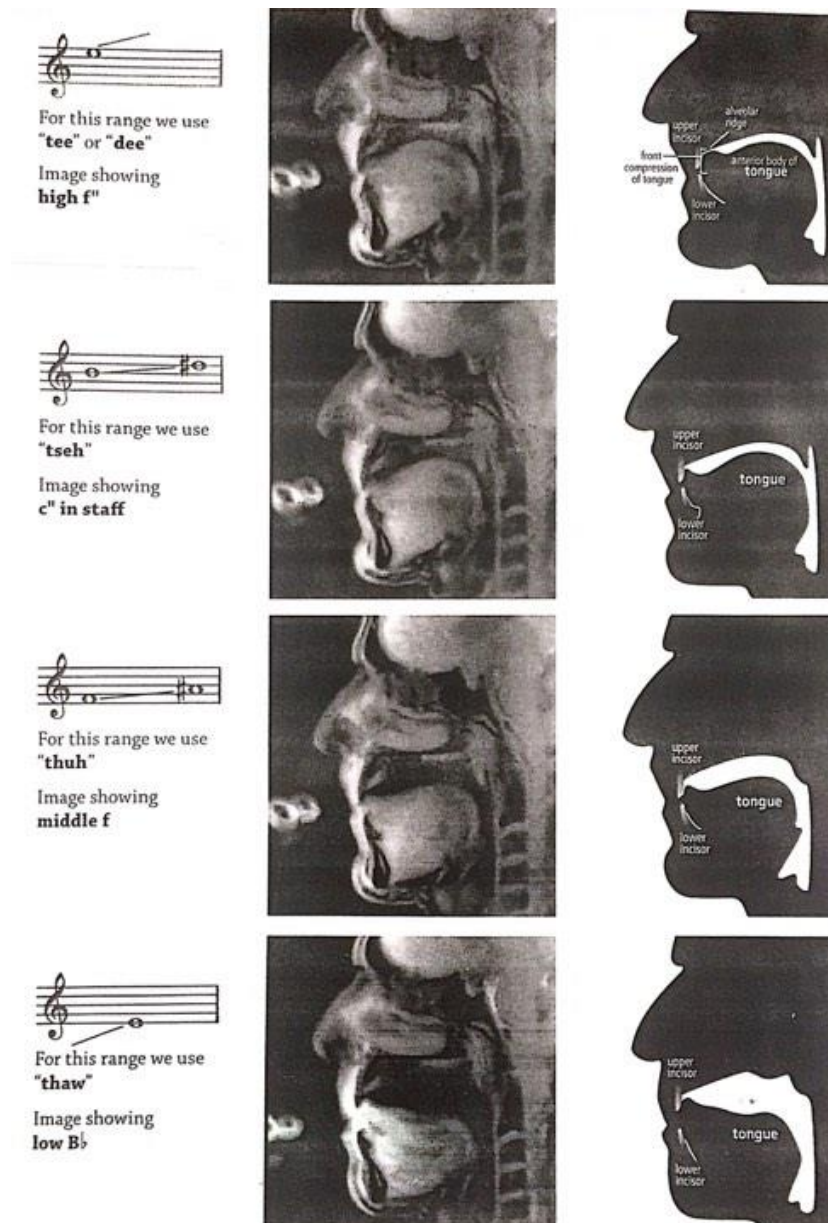 For this range we use
"tee" or "dee"
Image showing
high f"
upper
incisor
alveolar
ridge
front
compression
of tongue
anterior body of
tongue
lower
incisor
For this range we use
"tseh"
Image showing
c" in staff
upper
incisor
tongue
lower
incisor
For this range we use
"thuh"
Image showing
middle f
upper
incisor
tongue
lower
incisor
For this range we use
"thaw"
Image showing
low B♭
upper
incisor
tongue
lower
incisor